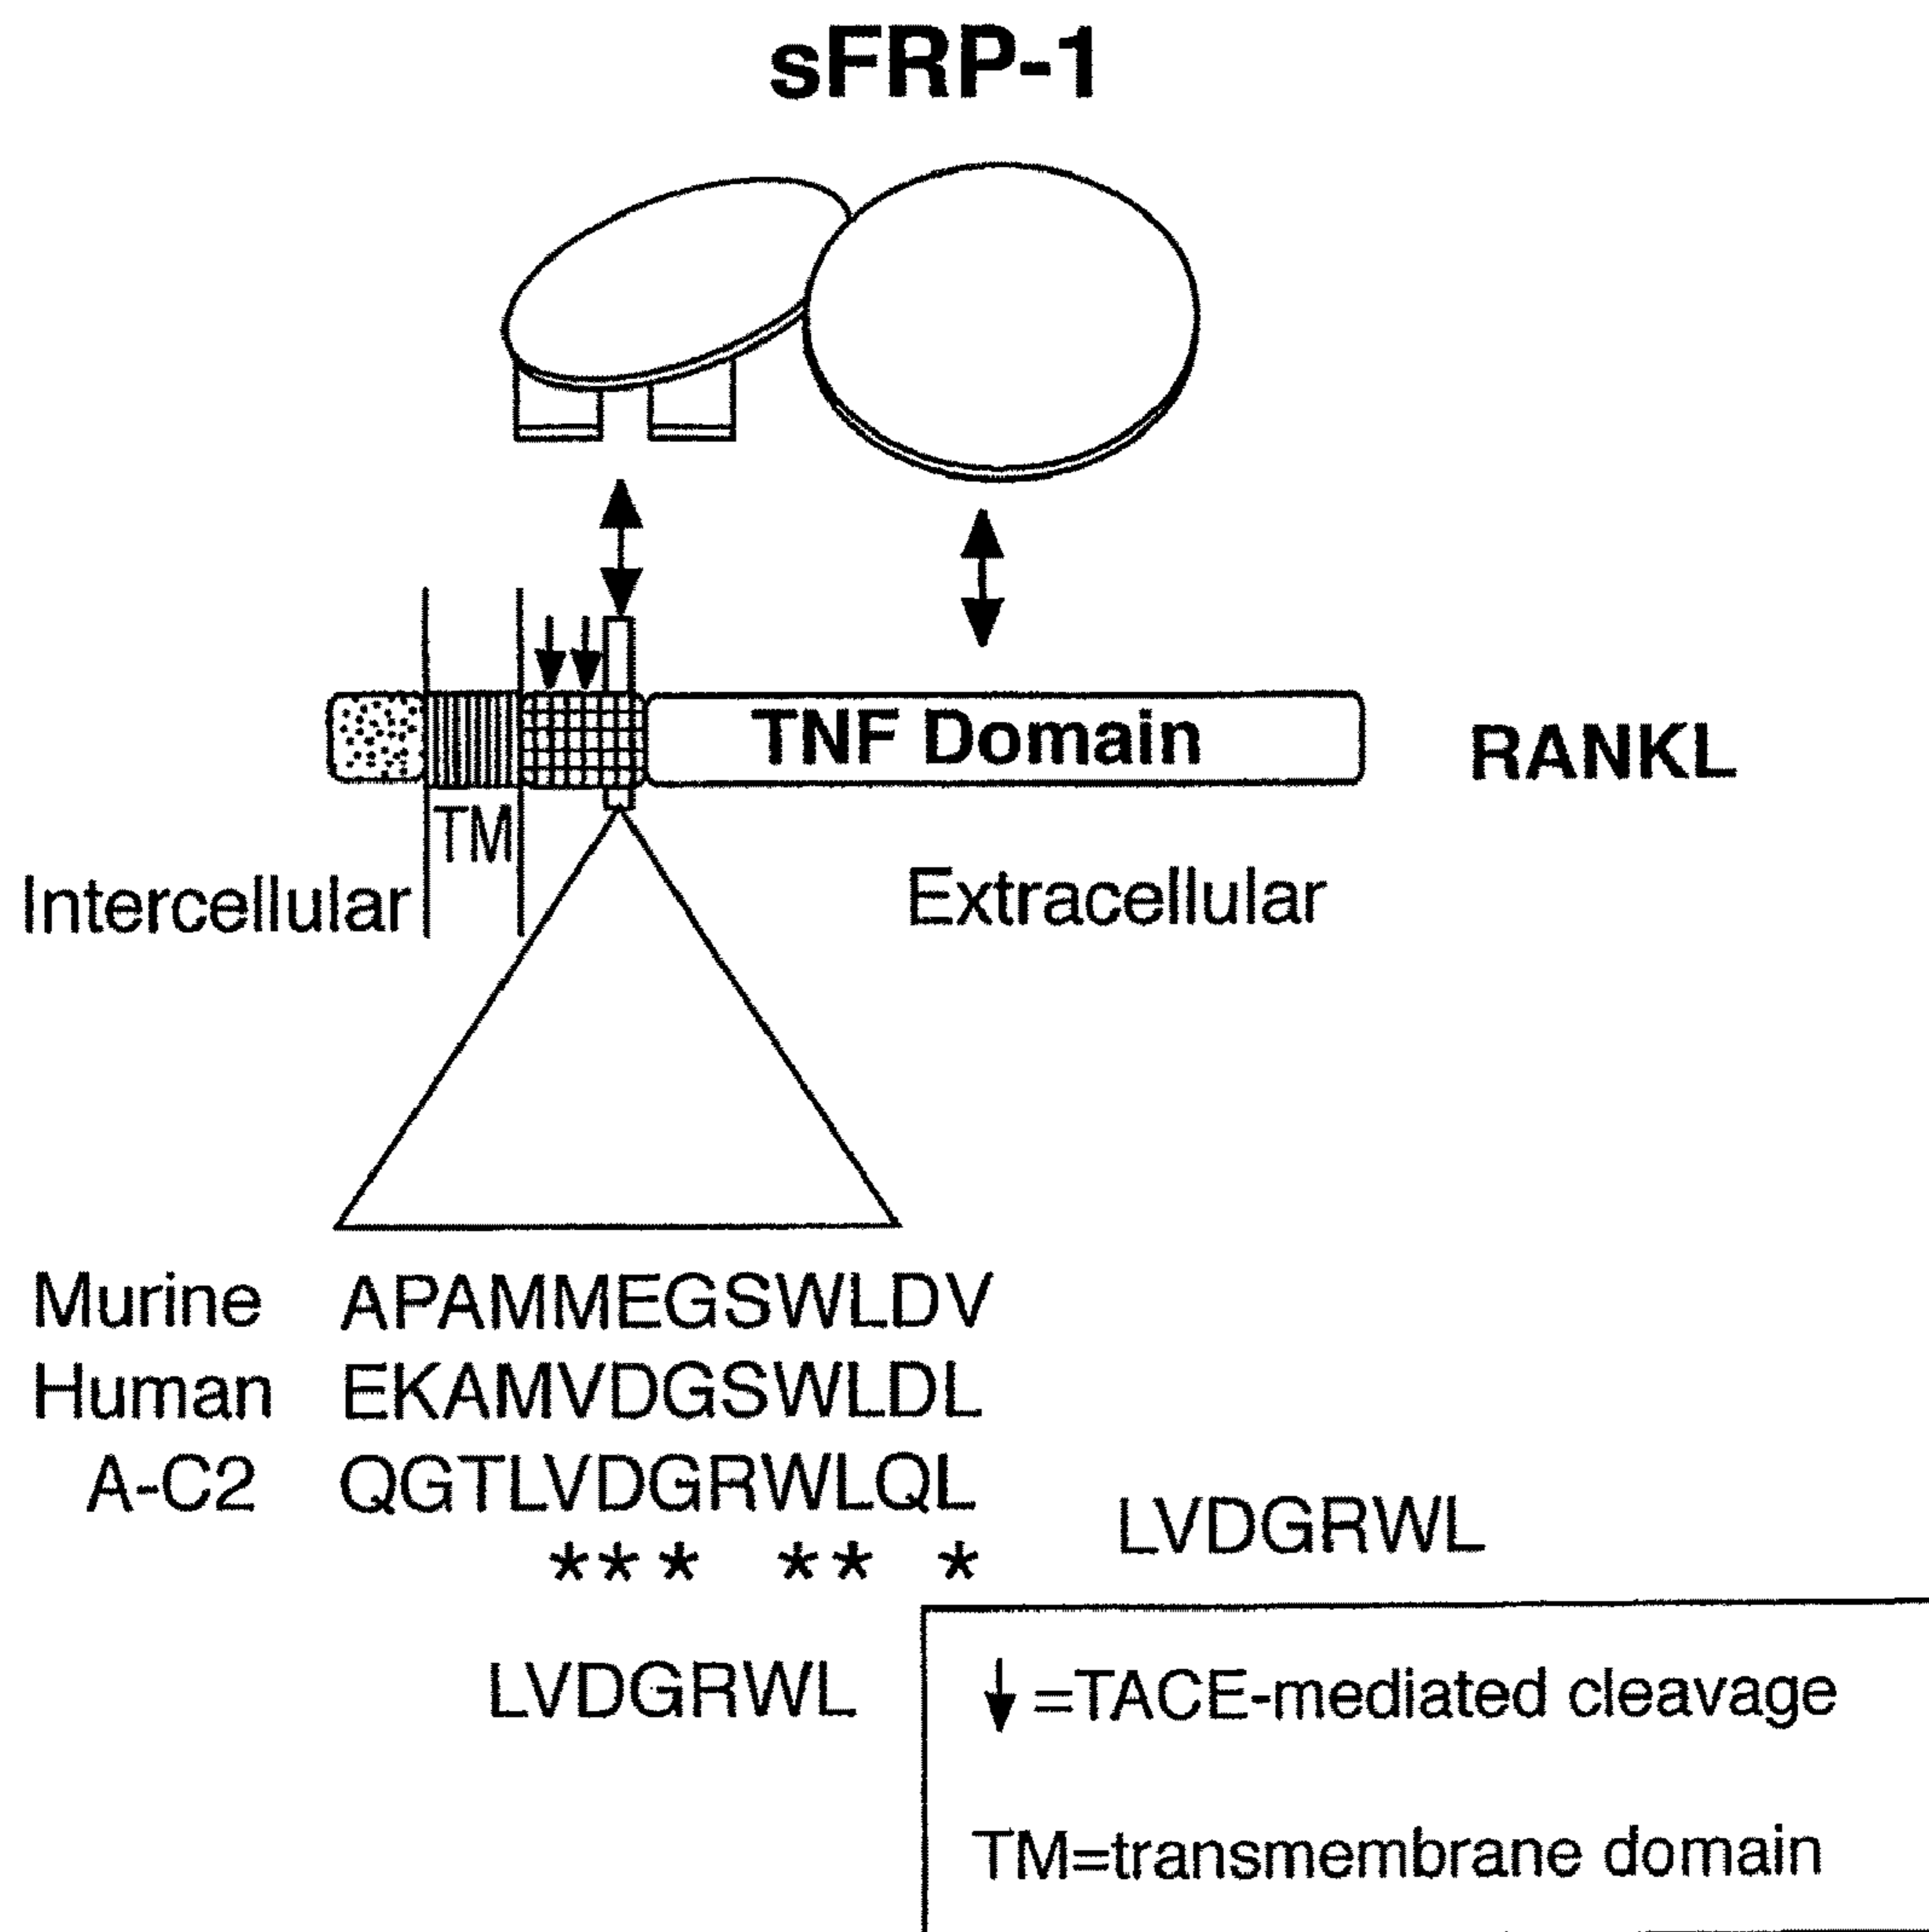 sFRP-1
TNF Domain
RANKL
TM
Intercellular
Extracellular
Murine APAMMEGSWLDV
Human EKAMVDGSWLDL
A-C2 QGTLVDGRWLQL
*** ** *
LVDGRWL
LVDGRWL
↓=TACE-mediated cleavage
TM=transmembrane domain